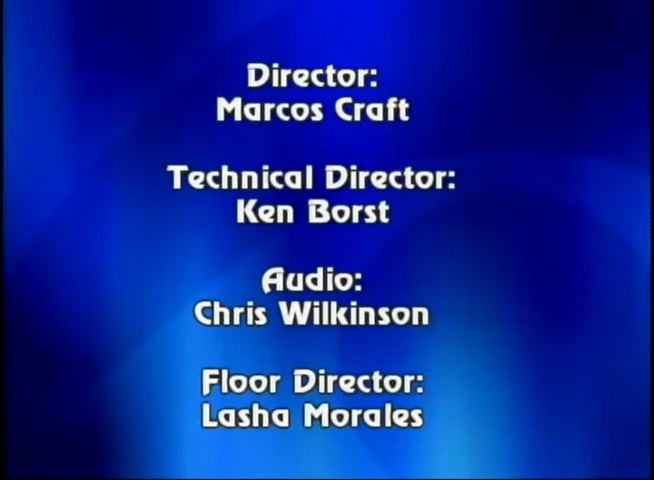 Director:
Marcos Craft
Technical Director:
Ken Borst
Audio:
Chris Wilkinson
Floor Director:
Lasha Morales